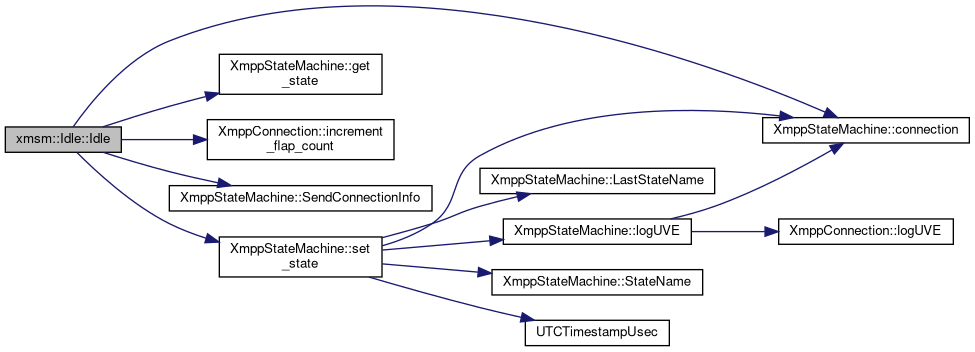 xmsm::Idle::Idle
XmppStateMachine::get
_state
XmppConnection::increment
_flap_count
XmppStateMachine::SendConnectionInfo
XmppStateMachine::set
_state
XmppStateMachine::LastStateName
XmppStateMachine::logUVE
XmppStateMachine::StateName
UTCTimestampUsec
XmppStateMachine::connection
XmppConnection::logUVE